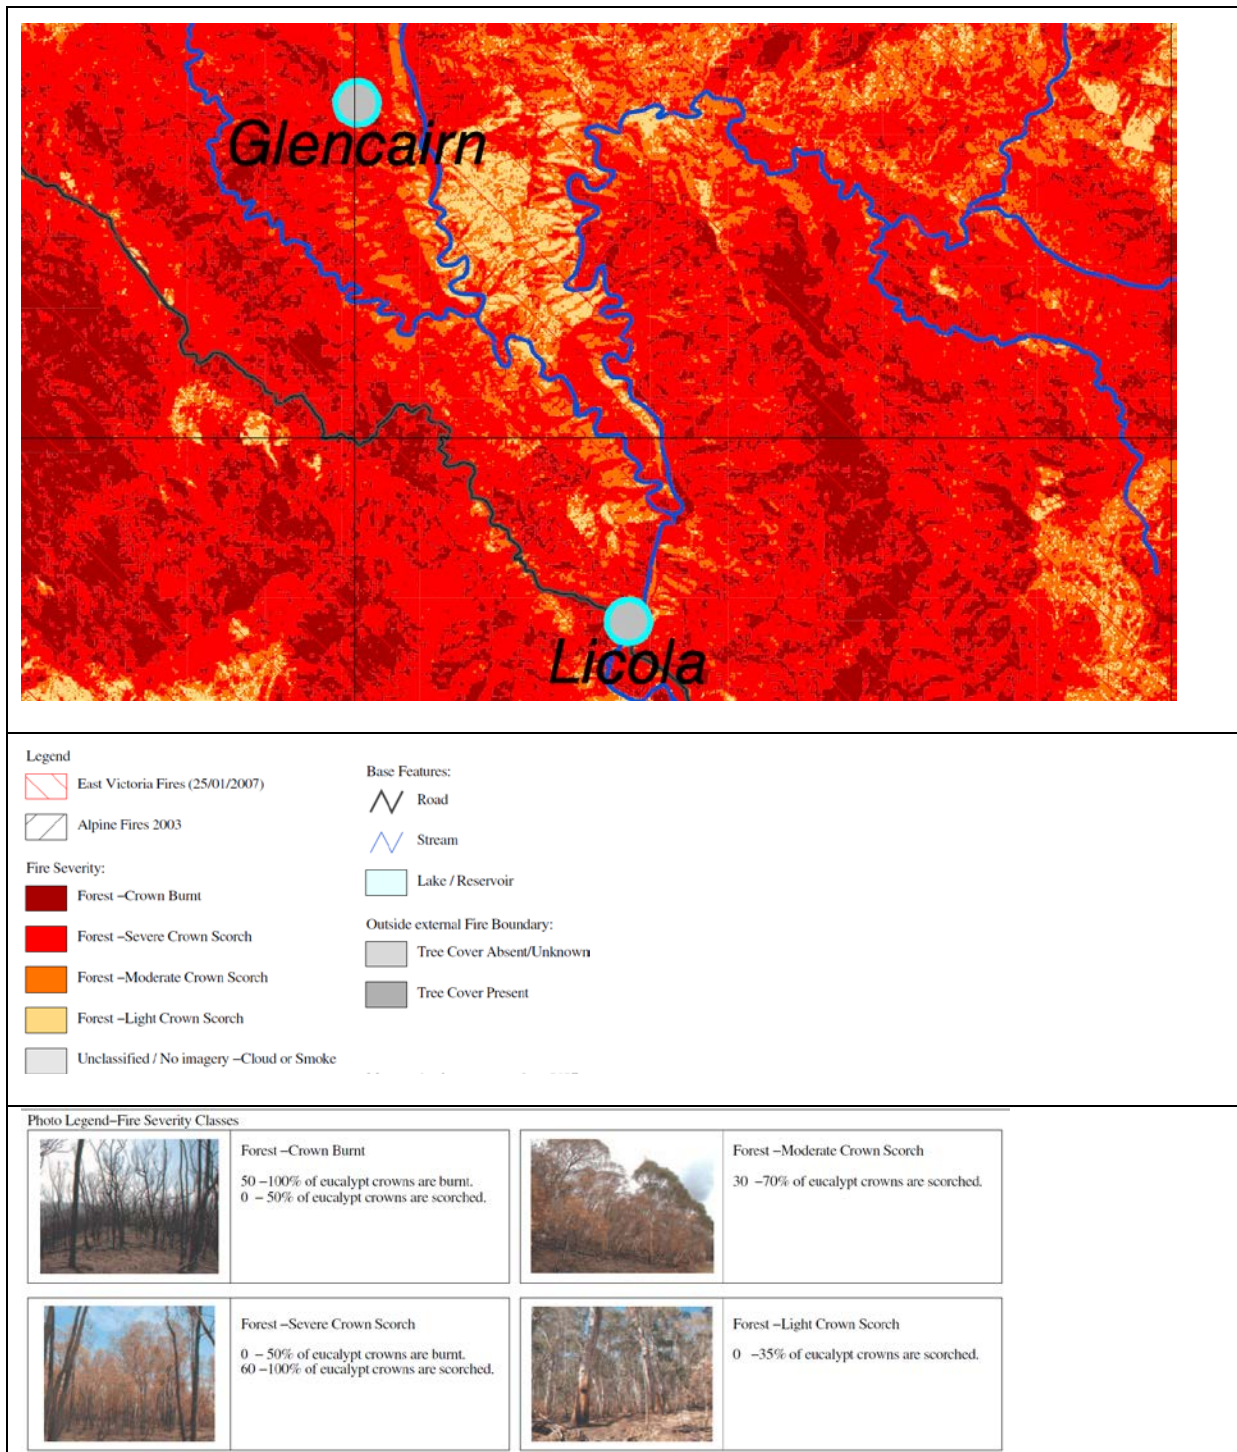 Glencairn
Licola
Legend
East Victoria Fires (25/01/2007)
Alpine Fires 2003
Fire Severity:
Forest –Crown Burnt
Forest –Severe Crown Scorch
Forest –Moderate Crown Scorch
Forest –Light Crown Scorch
Unclassified / No imagery –Cloud or Smoke
Base Features:
Road
Stream
Lake / Reservoir
Outside external Fire Boundary:
Tree Cover Absent/Unknown
Tree Cover Present
Photo Legend–Fire Severity Classes
Forest –Crown Burnt
50 –100% of eucalypt crowns are burnt.
0 – 50% of eucalypt crowns are scorched.
Forest –Moderate Crown Scorch
30 –70% of eucalypt crowns are scorched.
Forest –Severe Crown Scorch
0 – 50% of eucalypt crowns are burnt.
60 –100% of eucalypt crowns are scorched.
Forest –Light Crown Scorch
0 –35% of eucalypt crowns are scorched.